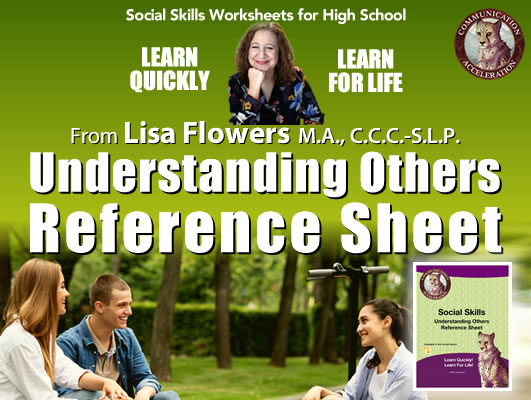 Social Skills Worksheets for High School
COMMUNICATION
ACCELERATION
LEARN
QUICKLY
LEARN
FOR LIFE
From Lisa Flowers M.A., C.C.C.-S.L.P.
Understanding Others
Reference Sheet
Social Skills
Understanding Others
Reference Sheet
Learn Quickly!
Learn For Life!